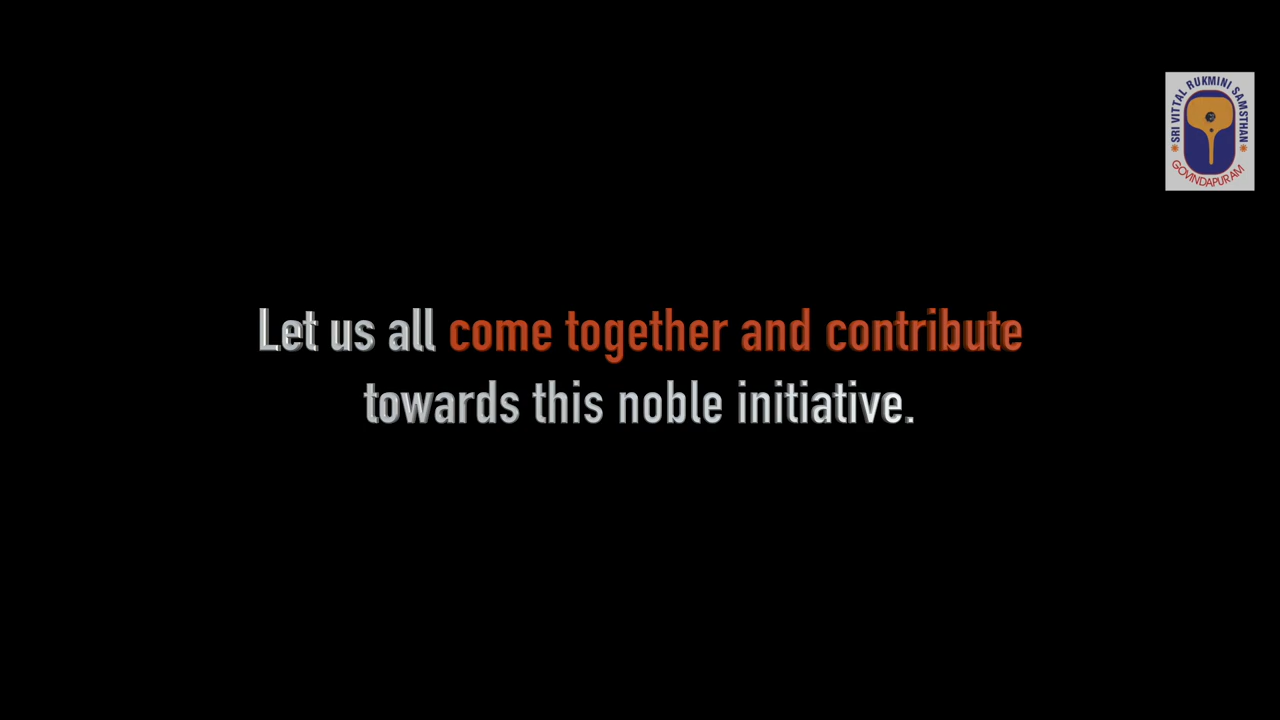 SRI VITTAL RUKMINI SAMSTHAN
GOVINDAPURAM
Let us all come together and contribute
towards this noble initiative.